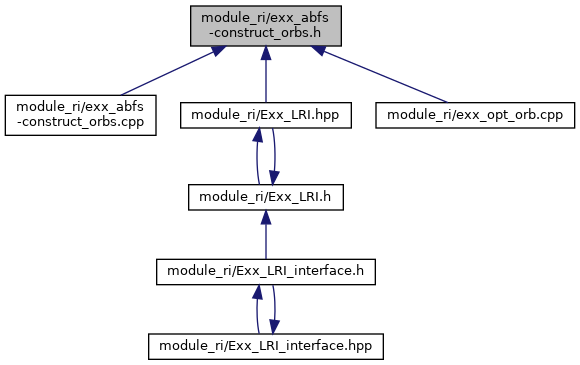 module_ri/exx_abfs
-construct_orbs.h
module_ri/exx_abfs
-construct_orbs.cpp
module_ri/Exx_LRI.hpp
module_ri/exx_opt_orb.cpp
module_ri/Exx_LRI.h
module_ri/Exx_LRI_interface.h
module_ri/Exx_LRI_interface.hpp